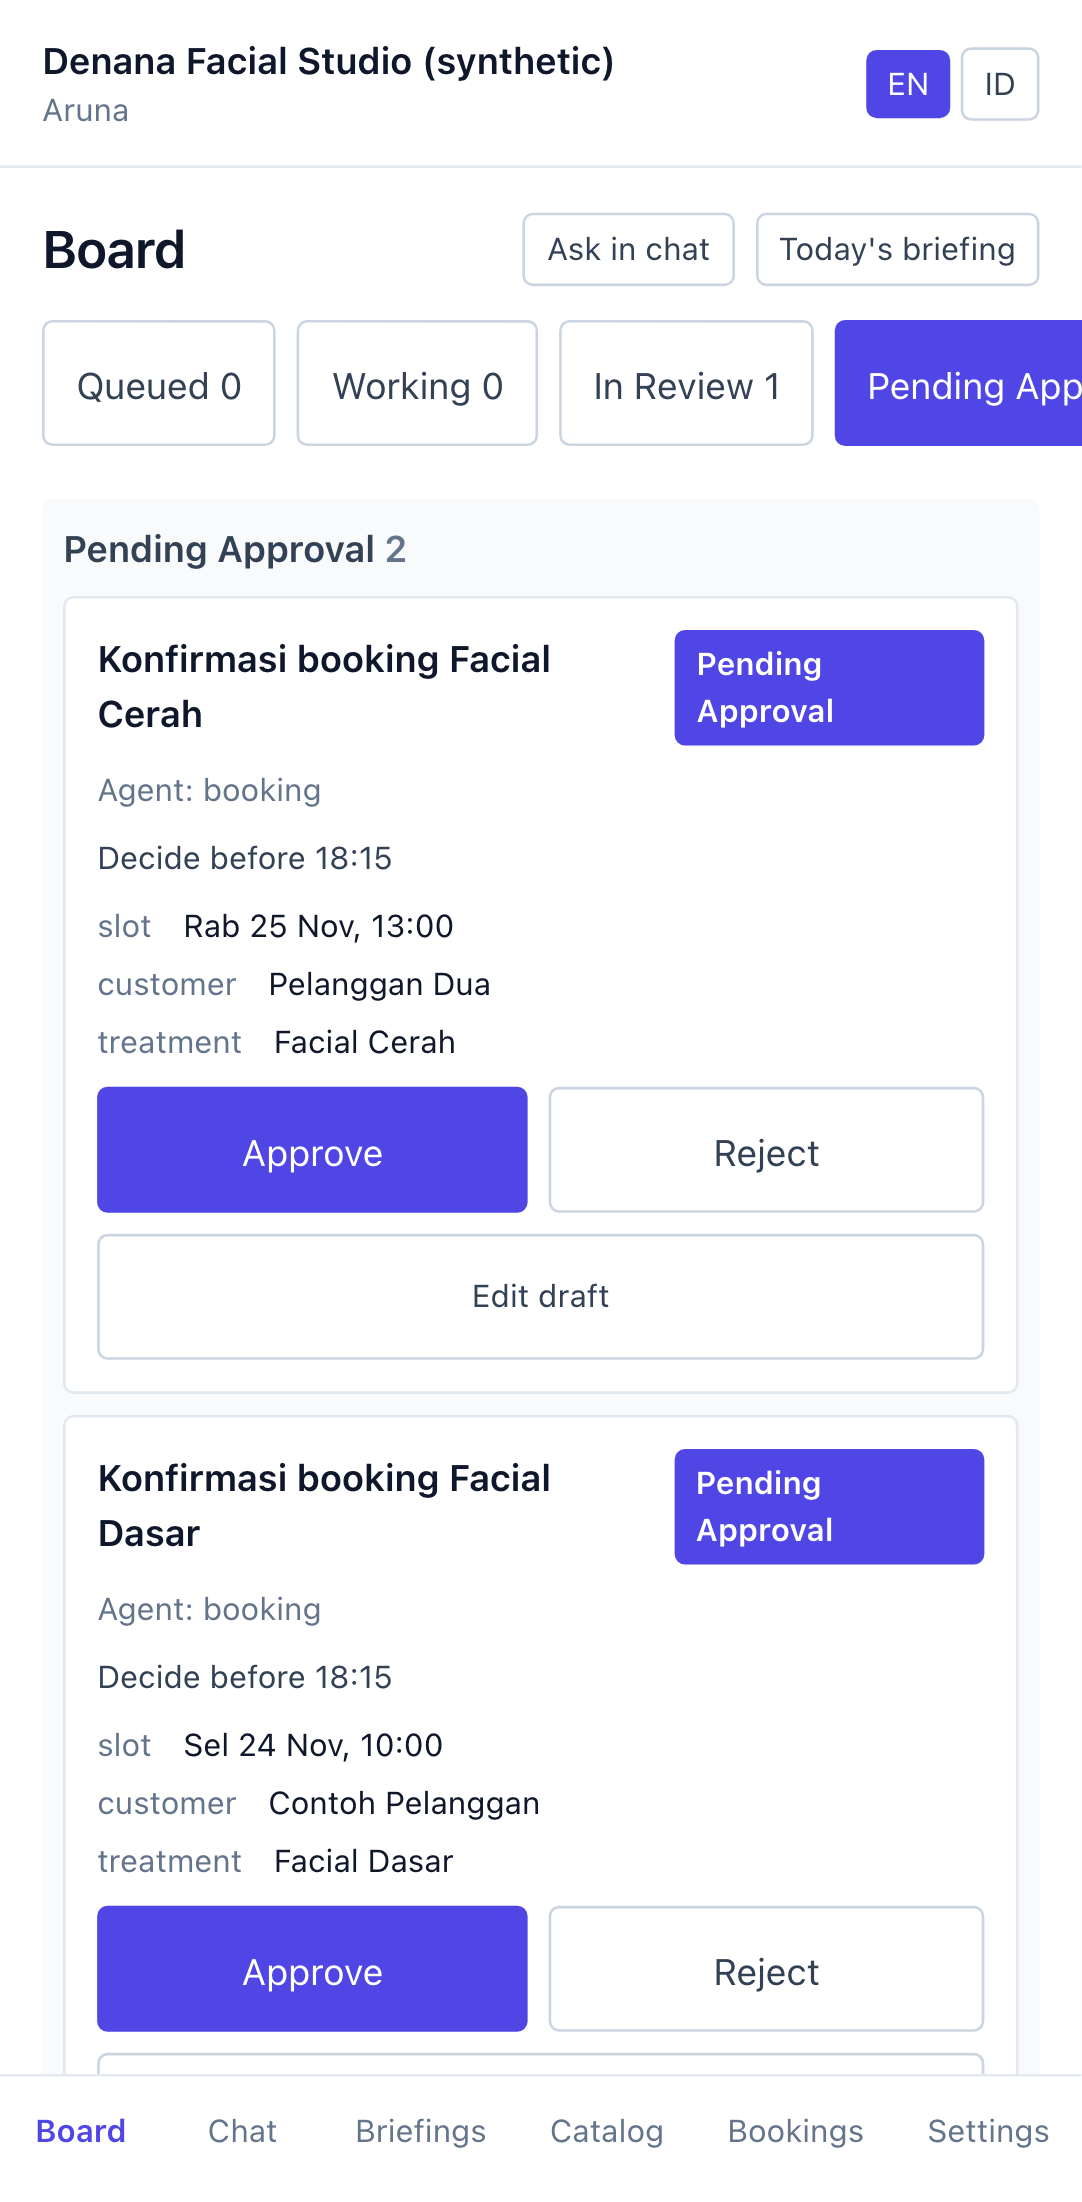 Denana Facial Studio (synthetic)
Aruna
EN
ID
Board
Ask in chat
Today's briefing
Queued 0
Working 0
In Review 1
Pending App
Pending Approval 2
Konfirmasi booking Facial
Cerah
Pending
Approval
Agent: booking
Decide before 18:15
slot Rab 25 Nov, 13:00
customer Pelanggan Dua
treatment Facial Cerah
Approve
Reject
Edit draft
Konfirmasi booking Facial
Dasar
Pending
Approval
Agent: booking
Decide before 18:15
slot Sel 24 Nov, 10:00
customer Contoh Pelanggan
treatment Facial Dasar
Approve
Reject
Board
Chat
Briefings
Catalog
Bookings
Settings